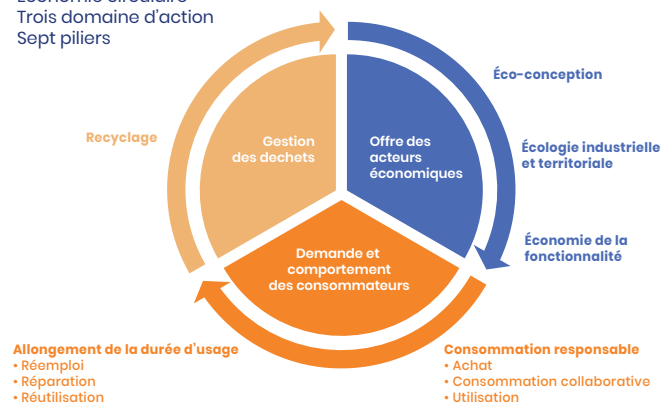 Économie circulaire
Trois domaine d'action
Sept piliers
Éco-conception
Recyclage
Gestion
des dechets
Offre des
acteurs
économiques
Écologie industrielle
et territoriale
Économie de la
fonctionnalité
Demande et
comportement
des consommateurs
Allongement de la durée d'usage
• Réemploi
• Réparation
• Réutilisation
Consommation responsable
• Achat
• Consommation collaborative
• Utilisation